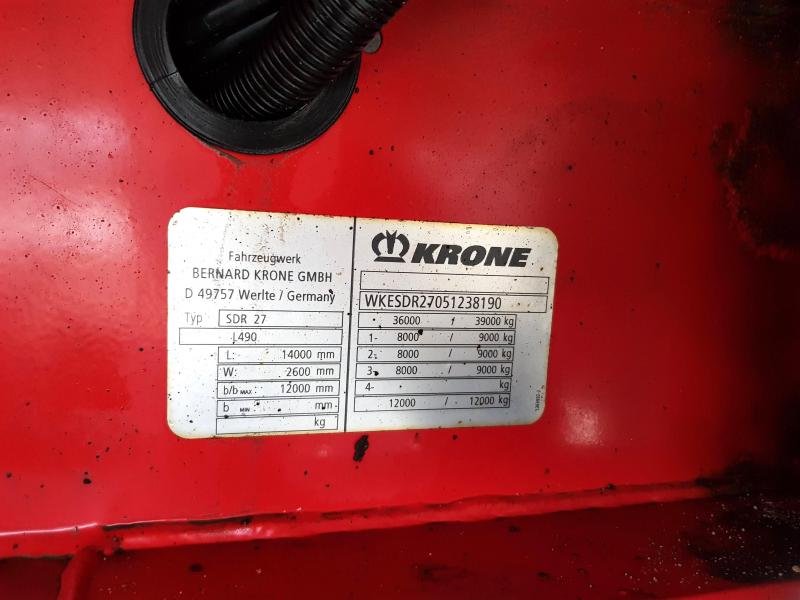 Fahrzeugwerk
BERNARD KRONE GMBH
D 49757 Werlte / Germany
Typ SDR 27
L490
L: 14000 mm
W: 2600 mm
b/b MAX 12000 mm
b MIN mm
kg
KRONE
WKESDR27051238190
36000 / 39000 kg
1- 8000 / 9000 kg
2- 8000 / 9000 kg
3- 8000 / 9000 kg
4- kg
12000 / 12000 kg